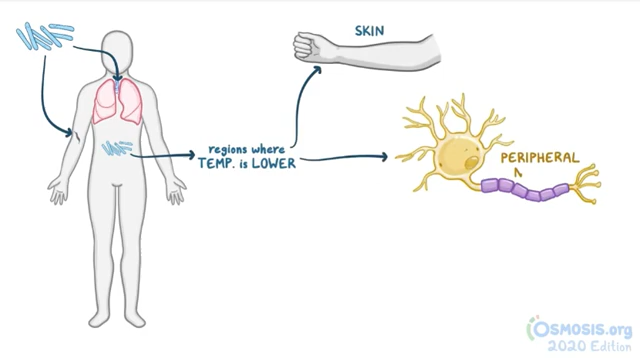 SKIN
regions where
TEMP. is LOWER
PERIPHERAL
N
OSMOSIS.org
2020 Edition